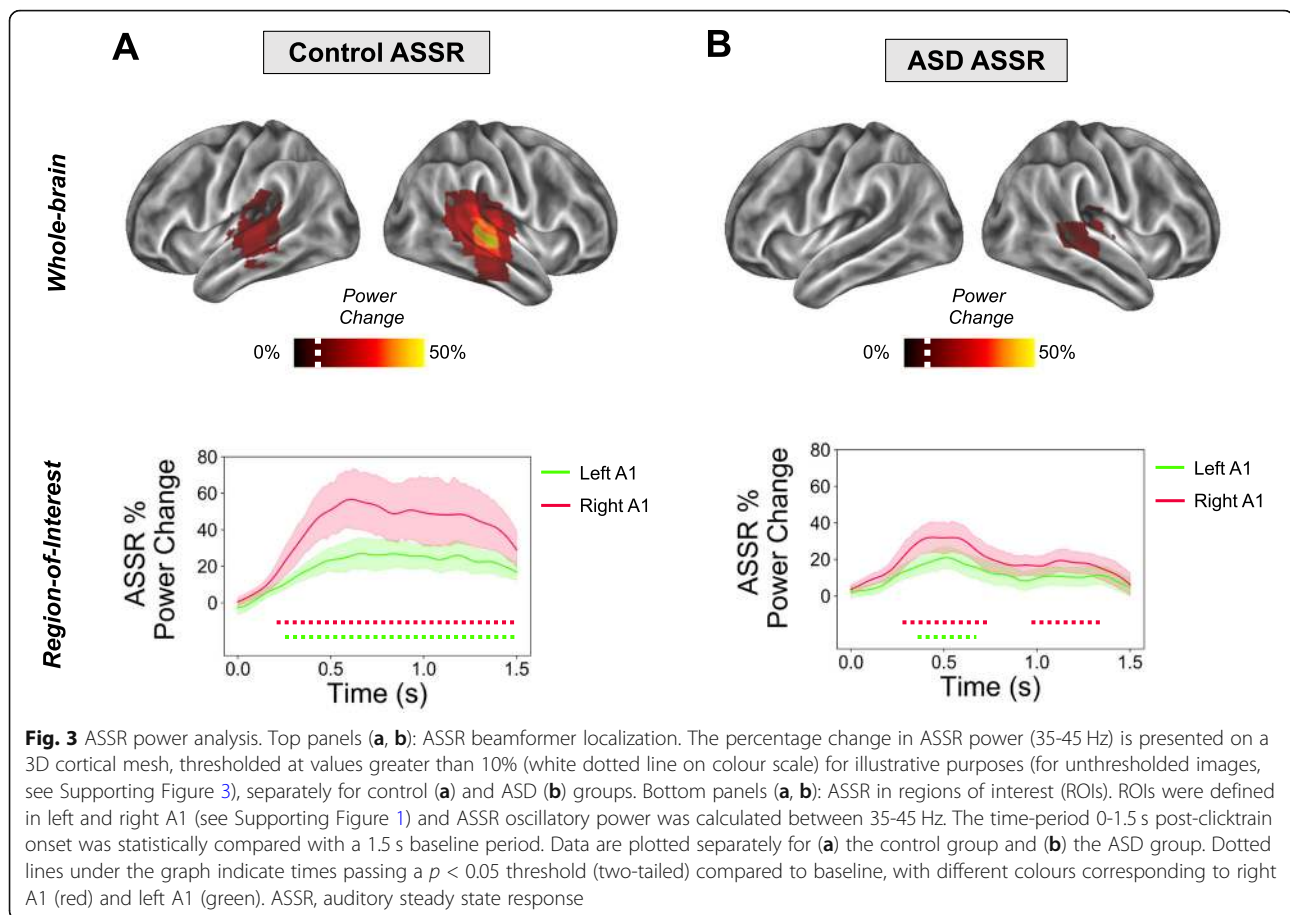 A
Control ASSR
B
ASD ASSR
Whole-brain
Power
Change
0%
50%
Power
Change
0%
50%
Region-of-Interest
ASSR %
Power Change
80
60
40
20
0
0.0
0.5
1.0
1.5
Time (s)
Left A1
Right A1
ASSR %
Power Change
80
60
40
20
0
0.0
0.5
1.0
1.5
Time (s)
Left A1
Right A1
Fig. 3 ASSR power analysis. Top panels (a, b): ASSR beamformer localization. The percentage change in ASSR power (35-45 Hz) is presented on a
3D cortical mesh, thresholded at values greater than 10% (white dotted line on colour scale) for illustrative purposes (for unthresholded images,
see Supporting Figure 3), separately for control (a) and ASD (b) groups. Bottom panels (a, b): ASSR in regions of interest (ROIs). ROIs were defined
in left and right A1 (see Supporting Figure 1) and ASSR oscillatory power was calculated between 35-45 Hz. The time-period 0-1.5 s post-clicktrain
onset was statistically compared with a 1.5 s baseline period. Data are plotted separately for (a) the control group and (b) the ASD group. Dotted
lines under the graph indicate times passing a p < 0.05 threshold (two-tailed) compared to baseline, with different colours corresponding to right
A1 (red) and left A1 (green). ASSR, auditory steady state response